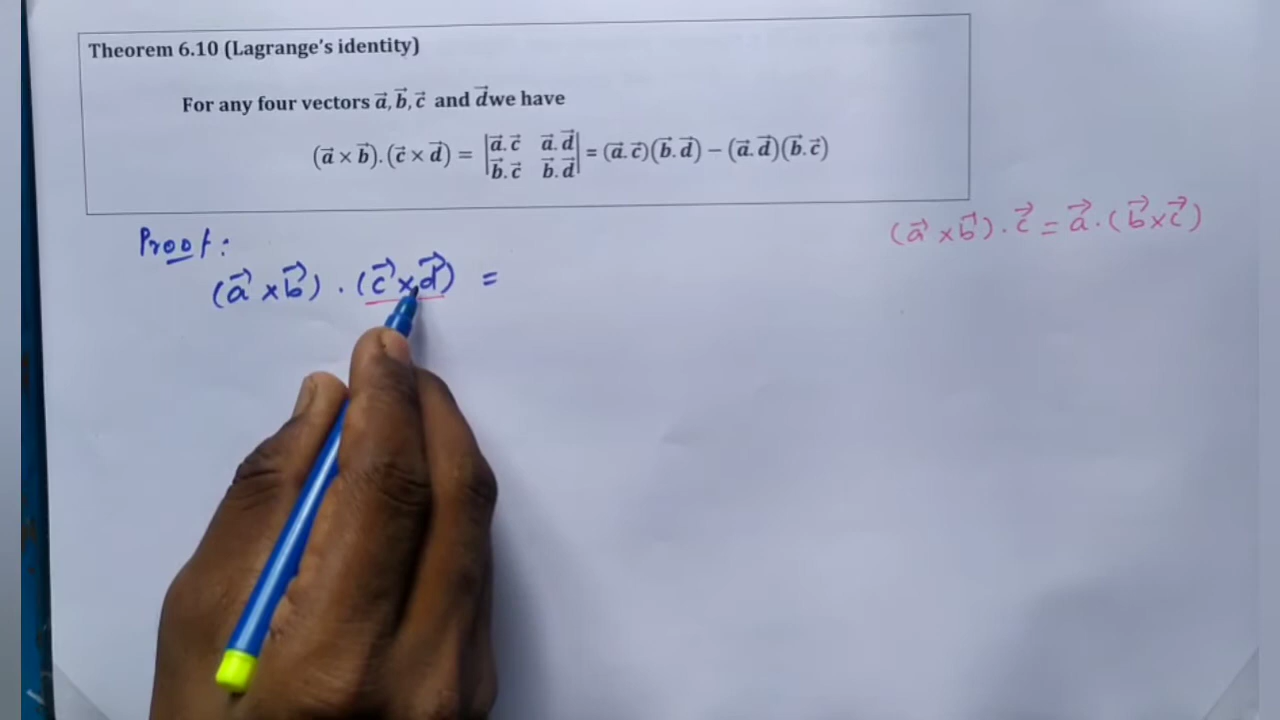 Theorem 6.10 (Lagrange's identity)
For any four vectors a⃗, b⃗, c⃗ and d⃗ we have
(a⃗ × b⃗). (c⃗ × d⃗) = |a⃗. c⃗ a⃗. d⃗| = (a⃗. c⃗)(b⃗. d⃗) − (a⃗. d⃗)(b⃗. c⃗)
|b⃗. c⃗ b⃗. d⃗|
(a⃗ × b⃗) . c⃗ = a⃗ . (b⃗ × c⃗)
Proof :
(a⃗ × b⃗) . (c⃗ × d⃗) =